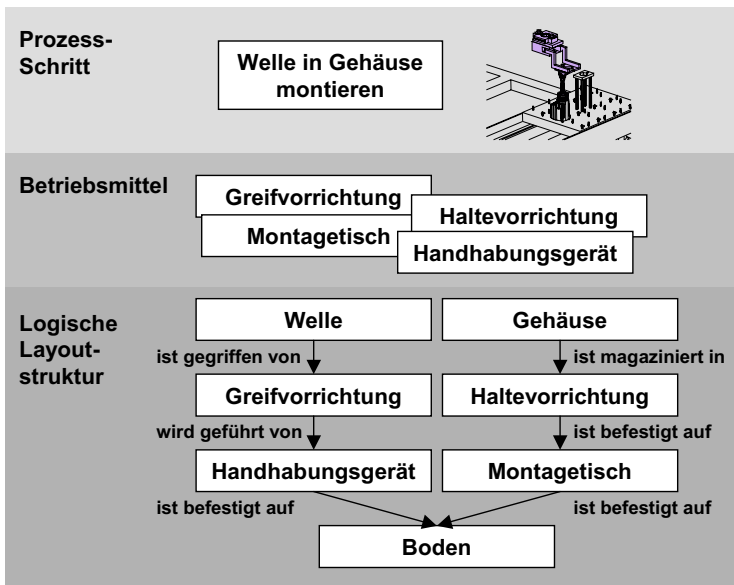 Prozess-
Schritt
Welle in Gehäuse
montieren
Betriebsmittel
Greifvorrichtung
Haltevorrichtung
Montagetisch
Handhabungsgerät
Logische
Layout-
struktur
Welle
Gehäuse
ist gegriffen von
ist magaziniert in
Greifvorrichtung
Haltevorrichtung
wird geführt von
ist befestigt auf
Handhabungsgerät
Montagetisch
ist befestigt auf
ist befestigt auf
Boden